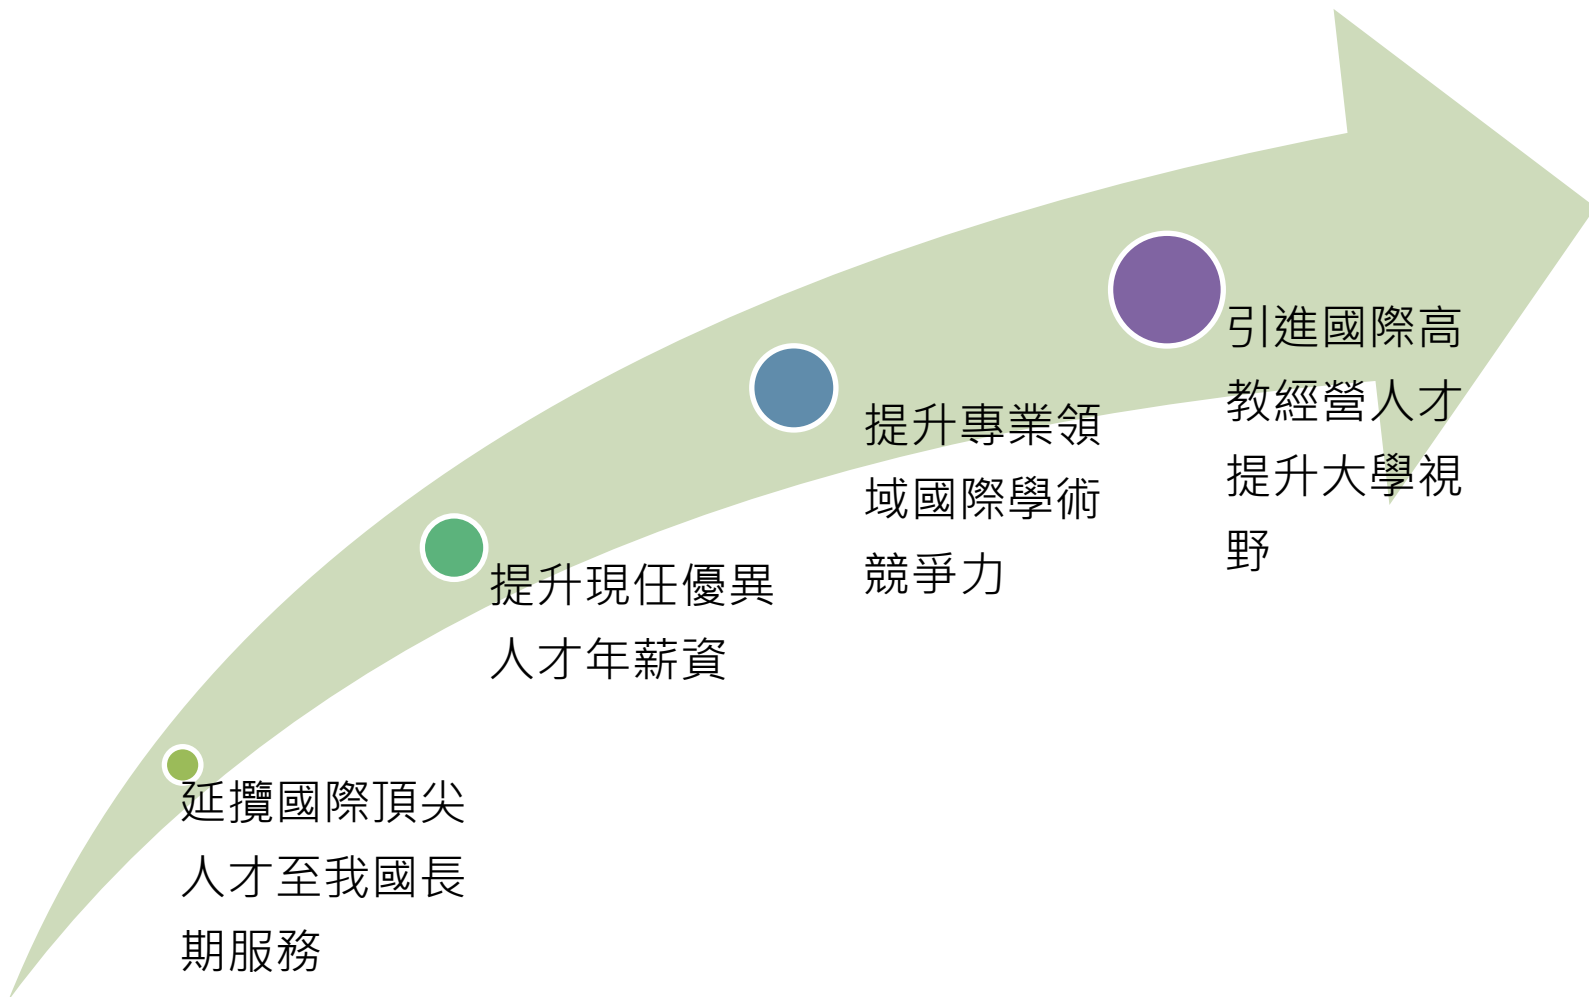 延攬國際頂尖
人才至我國長
期服務
提升現任優異
人才年薪資
提升專業領
域國際學術
競爭力
引進國際高
教經營人才
提升大學視
野